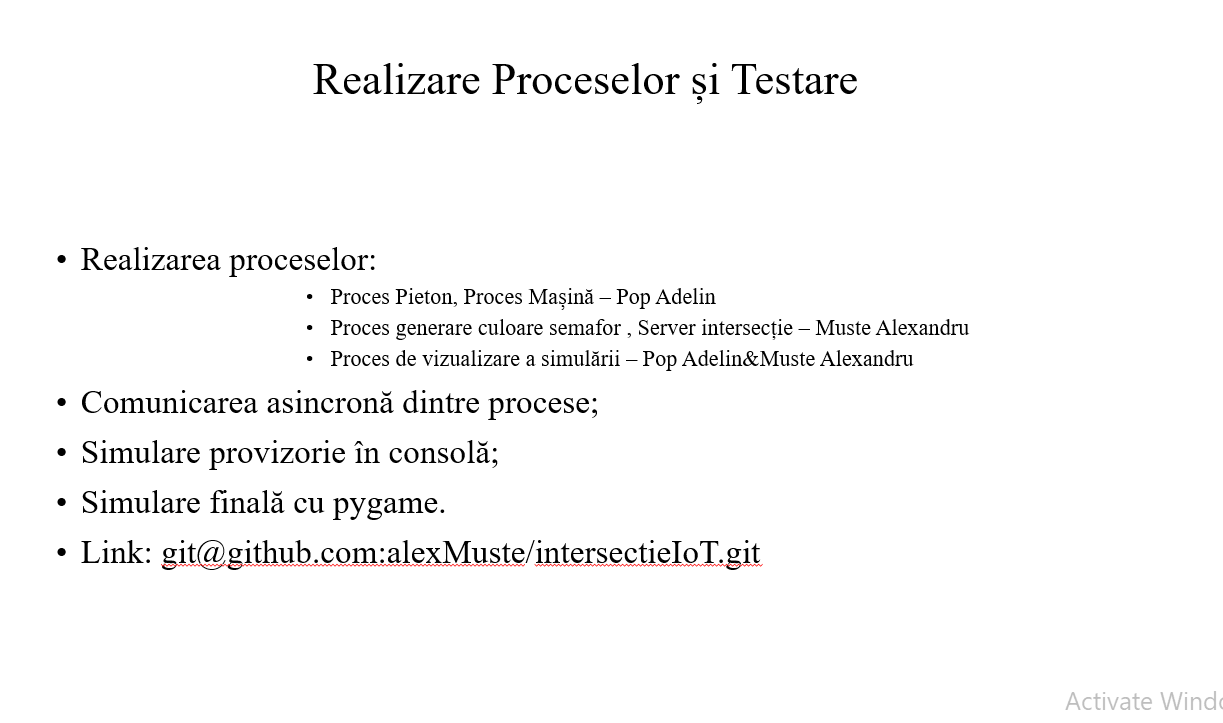 Realizare Proceselor și Testare
• Realizarea proceselor:
• Proces Pieton, Proces Mașină – Pop Adelin
• Proces generare culoare semafor , Server intersecție – Muste Alexandru
• Proces de vizualizare a simulării – Pop Adelin&Muste Alexandru
• Comunicarea asincronă dintre procese;
• Simulare provizorie în consolă;
• Simulare finală cu pygame.
• Link: git@github.com:alexMuste/intersectieIoT.git
Activate